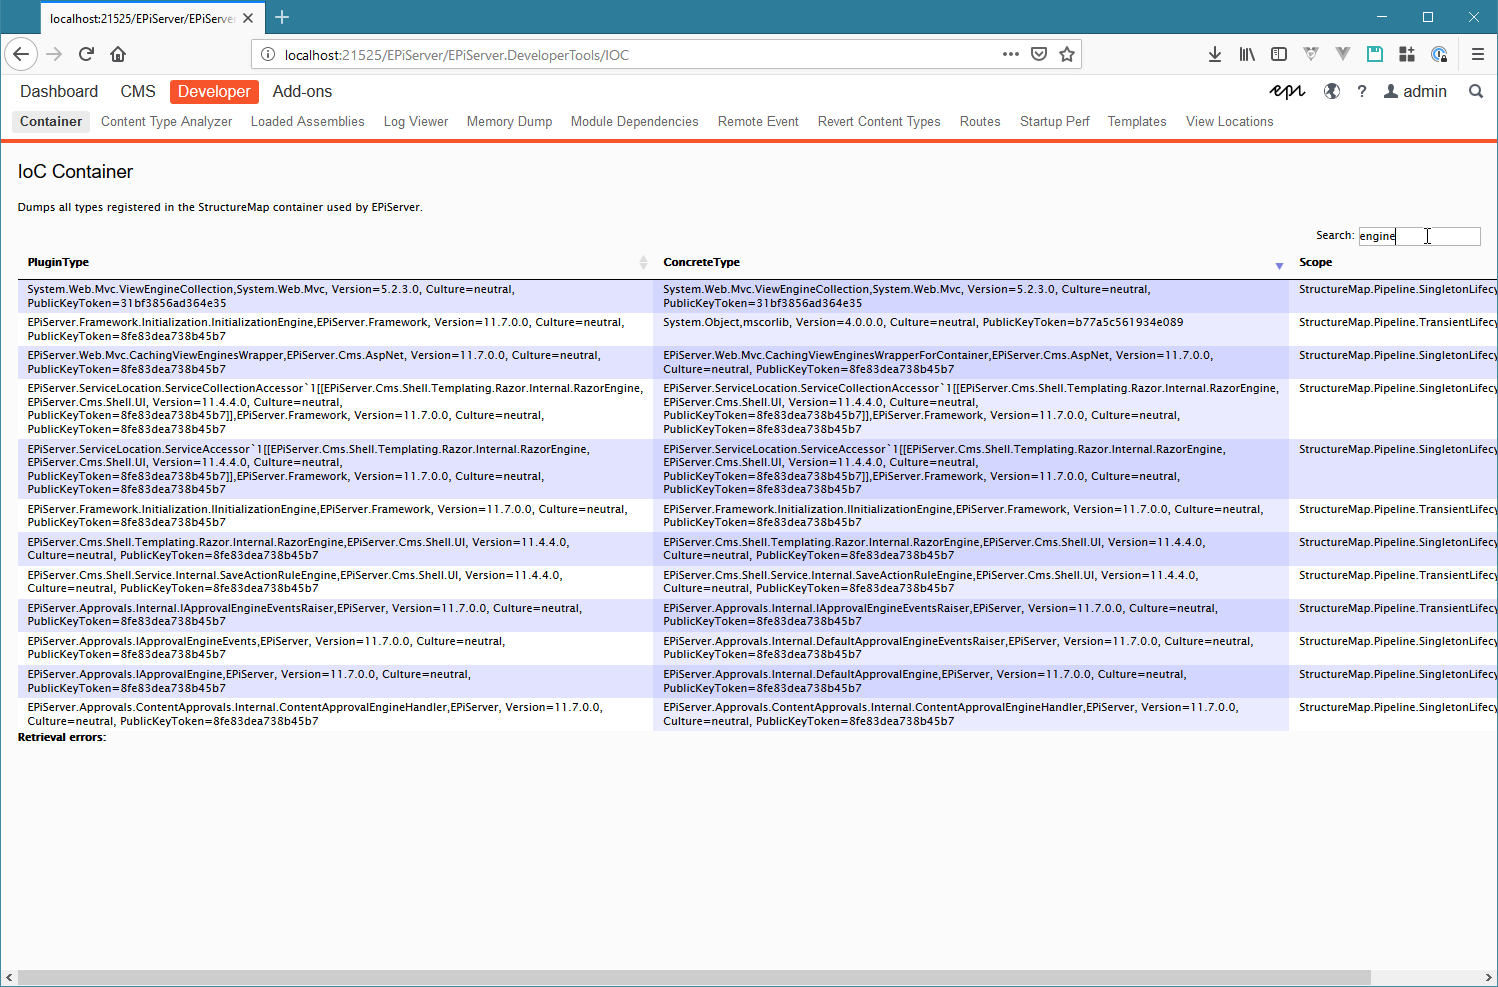 localhost:21525/EPiServer/EPiServe
localhost:21525/EPiServer/EPiServer.DeveloperTools/IOC
Dashboard CMS Developer Add-ons epi ? admin
Container Content Type Analyzer Loaded Assemblies Log Viewer Memory Dump Module Dependencies Remote Event Revert Content Types Routes Startup Perf Templates View Locations
IoC Container
Dumps all types registered in the StructureMap container used by EPiServer.
Search: engine
PluginType ConcreteType Scope
System.Web.Mvc.ViewEngineCollection,System.Web.Mvc, Version=5.2.3.0, Culture=neutral,
PublicKeyToken=31bf3856ad364e35
System.Web.Mvc.ViewEngineCollection,System.Web.Mvc, Version=5.2.3.0, Culture=neutral,
PublicKeyToken=31bf3856ad364e35
StructureMap.Pipeline.SingletonLifecy
EPiServer.Framework.Initialization.InitializationEngine,EPiServer.Framework, Version=11.7.0.0, Culture=neutral,
PublicKeyToken=8fe83dea738b45b7
System.Object,mscorlib, Version=4.0.0.0, Culture=neutral, PublicKeyToken=b77a5c561934e089
StructureMap.Pipeline.TransientLifecy
EPiServer.Web.Mvc.CachingViewEnginesWrapper,EPiServer.Cms.AspNet, Version=11.7.0.0, Culture=neutral,
PublicKeyToken=8fe83dea738b45b7
EPiServer.Web.Mvc.CachingViewEnginesWrapperForContainer,EPiServer.Cms.AspNet, Version=11.7.0.0,
Culture=neutral, PublicKeyToken=8fe83dea738b45b7
StructureMap.Pipeline.SingletonLifecy
EPiServer.ServiceLocation.ServiceCollectionAccessor`1[[EPiServer.Cms.Shell.Templating.Razor.Internal.RazorEngine,
EPiServer.Cms.Shell.UI, Version=11.4.4.0, Culture=neutral,
PublicKeyToken=8fe83dea738b45b7]],EPiServer.Framework, Version=11.7.0.0, Culture=neutral,
PublicKeyToken=8fe83dea738b45b7
EPiServer.ServiceLocation.ServiceCollectionAccessor`1[[EPiServer.Cms.Shell.Templating.Razor.Internal.RazorEngine,
EPiServer.Cms.Shell.UI, Version=11.4.4.0, Culture=neutral,
PublicKeyToken=8fe83dea738b45b7]],EPiServer.Framework, Version=11.7.0.0, Culture=neutral,
PublicKeyToken=8fe83dea738b45b7
StructureMap.Pipeline.SingletonLifecy
EPiServer.ServiceLocation.ServiceAccessor`1[[EPiServer.Cms.Shell.Templating.Razor.Internal.RazorEngine,
EPiServer.Cms.Shell.UI, Version=11.4.4.0, Culture=neutral,
PublicKeyToken=8fe83dea738b45b7]],EPiServer.Framework, Version=11.7.0.0, Culture=neutral,
PublicKeyToken=8fe83dea738b45b7
EPiServer.ServiceLocation.ServiceAccessor`1[[EPiServer.Cms.Shell.Templating.Razor.Internal.RazorEngine,
EPiServer.Cms.Shell.UI, Version=11.4.4.0, Culture=neutral,
PublicKeyToken=8fe83dea738b45b7]],EPiServer.Framework, Version=11.7.0.0, Culture=neutral,
PublicKeyToken=8fe83dea738b45b7
StructureMap.Pipeline.SingletonLifecy
EPiServer.Framework.Initialization.IInitializationEngine,EPiServer.Framework, Version=11.7.0.0, Culture=neutral,
PublicKeyToken=8fe83dea738b45b7
EPiServer.Framework.Initialization.IInitializationEngine,EPiServer.Framework, Version=11.7.0.0, Culture=neutral,
PublicKeyToken=8fe83dea738b45b7
StructureMap.Pipeline.TransientLifecy
EPiServer.Cms.Shell.Templating.Razor.Internal.RazorEngine,EPiServer.Cms.Shell.UI, Version=11.4.4.0,
Culture=neutral, PublicKeyToken=8fe83dea738b45b7
EPiServer.Cms.Shell.Templating.Razor.Internal.RazorEngine,EPiServer.Cms.Shell.UI, Version=11.4.4.0,
Culture=neutral, PublicKeyToken=8fe83dea738b45b7
StructureMap.Pipeline.SingletonLifecy
EPiServer.Cms.Shell.Service.Internal.SaveActionRuleEngine,EPiServer.Cms.Shell.UI, Version=11.4.4.0,
Culture=neutral, PublicKeyToken=8fe83dea738b45b7
EPiServer.Cms.Shell.Service.Internal.SaveActionRuleEngine,EPiServer.Cms.Shell.UI, Version=11.4.4.0,
Culture=neutral, PublicKeyToken=8fe83dea738b45b7
StructureMap.Pipeline.TransientLifecy
EPiServer.Approvals.Internal.IApprovalEngineEventsRaiser,EPiServer, Version=11.7.0.0, Culture=neutral,
PublicKeyToken=8fe83dea738b45b7
EPiServer.Approvals.Internal.IApprovalEngineEventsRaiser,EPiServer, Version=11.7.0.0, Culture=neutral,
PublicKeyToken=8fe83dea738b45b7
StructureMap.Pipeline.TransientLifecy
EPiServer.Approvals.IApprovalEngineEvents,EPiServer, Version=11.7.0.0, Culture=neutral,
PublicKeyToken=8fe83dea738b45b7
EPiServer.Approvals.Internal.DefaultApprovalEngineEventsRaiser,EPiServer, Version=11.7.0.0, Culture=neutral,
PublicKeyToken=8fe83dea738b45b7
StructureMap.Pipeline.SingletonLifecy
EPiServer.Approvals.IApprovalEngine,EPiServer, Version=11.7.0.0, Culture=neutral,
PublicKeyToken=8fe83dea738b45b7
EPiServer.Approvals.Internal.DefaultApprovalEngine,EPiServer, Version=11.7.0.0, Culture=neutral,
PublicKeyToken=8fe83dea738b45b7
StructureMap.Pipeline.SingletonLifecy
EPiServer.Approvals.ContentApprovals.Internal.ContentApprovalEngineHandler,EPiServer, Version=11.7.0.0,
Culture=neutral, PublicKeyToken=8fe83dea738b45b7
EPiServer.Approvals.ContentApprovals.Internal.ContentApprovalEngineHandler,EPiServer, Version=11.7.0.0,
Culture=neutral, PublicKeyToken=8fe83dea738b45b7
StructureMap.Pipeline.SingletonLifecy
Retrieval errors: